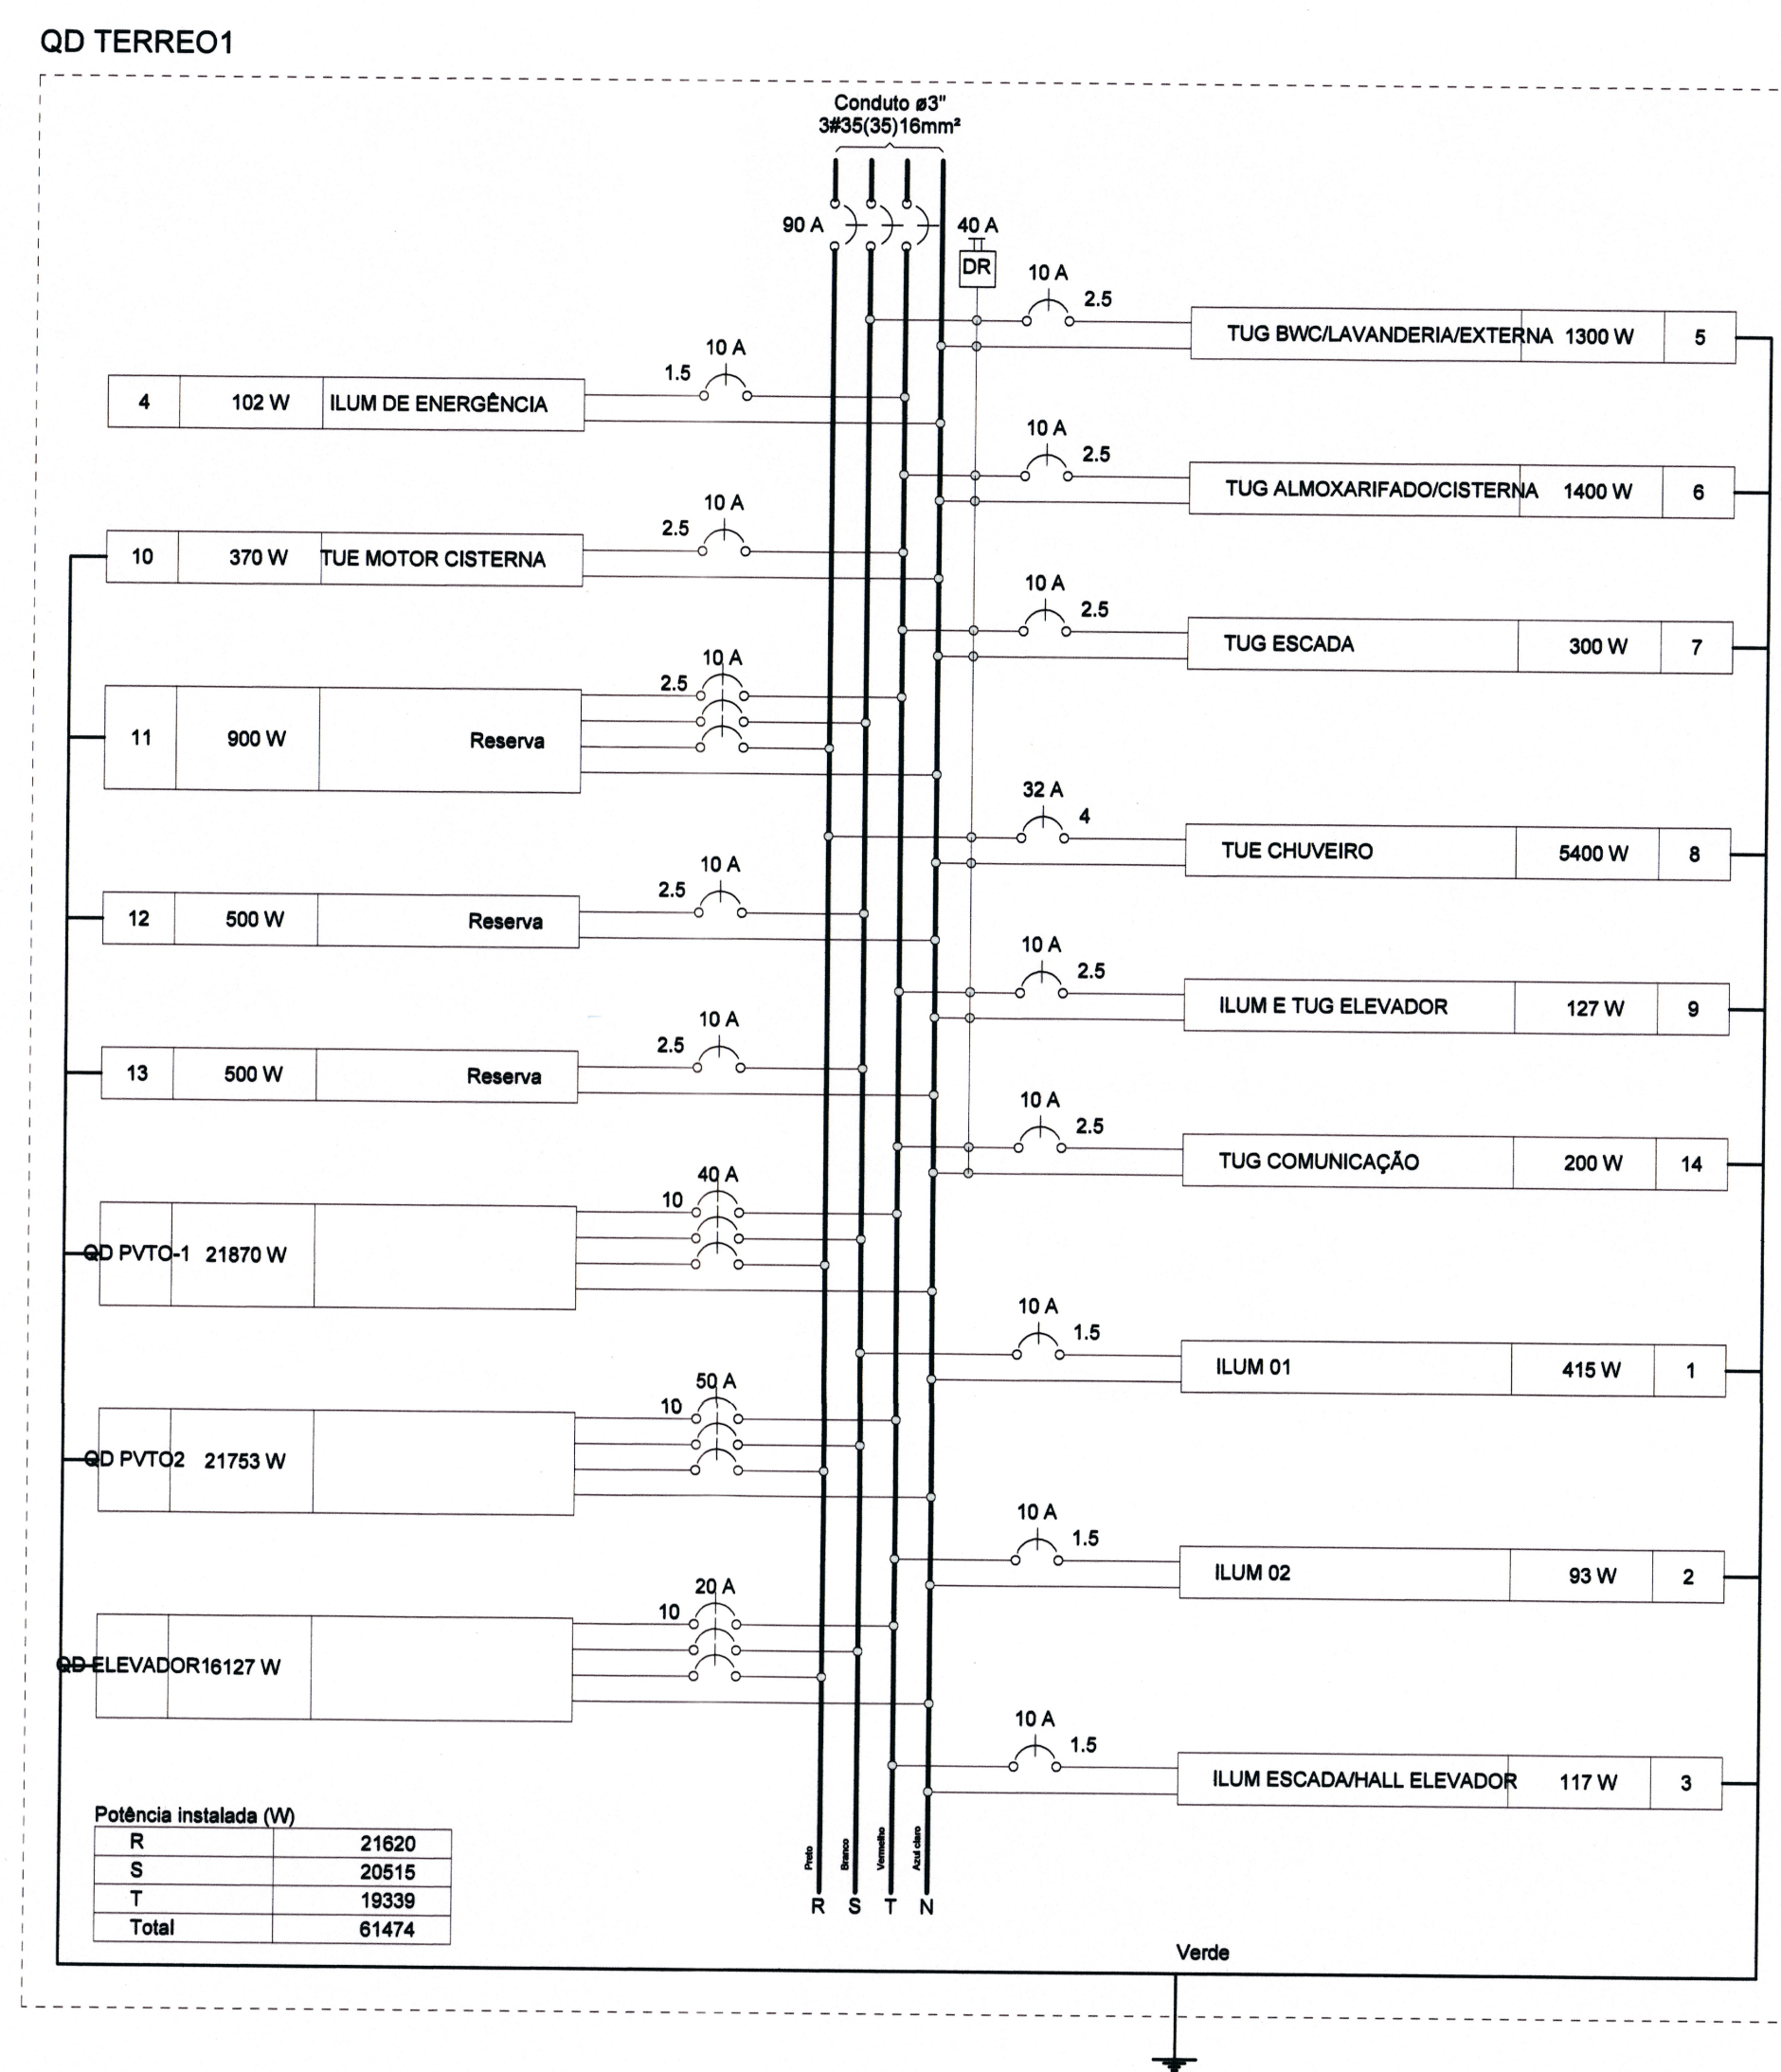 QD TERREO1
Conduto ø3"
3#35(35)16mm²
90 A
40 A
DR
10 A
2.5
TUG BWC/LAVANDERIA/EXTERNA 1300 W 5
10 A
1.5
4 102 W ILUM DE ENERGÊNCIA
10 A
2.5
TUG ALMOXARIFADO/CISTERNA 1400 W 6
10 A
2.5
10 370 W TUE MOTOR CISTERNA
10 A
2.5
TUG ESCADA 300 W 7
10 A
2.5
11 900 W Reserva
32 A
4
TUE CHUVEIRO 5400 W 8
10 A
2.5
12 500 W Reserva
10 A
2.5
ILUM E TUG ELEVADOR 127 W 9
10 A
2.5
13 500 W Reserva
10 A
2.5
TUG COMUNICAÇÃO 200 W 14
40 A
10
QD PVTO-1 21870 W
10 A
1.5
ILUM 01 415 W 1
50 A
10
QD PVTO2 21753 W
10 A
1.5
ILUM 02 93 W 2
20 A
10
QD ELEVADOR 16127 W
10 A
1.5
ILUM ESCADA/HALL ELEVADOR 117 W 3
Potência instalada (W)
R 21620
S 20515
T 19339
Total 61474
Preto
Branco
Vermelho
Azul claro
R S T N
Verde